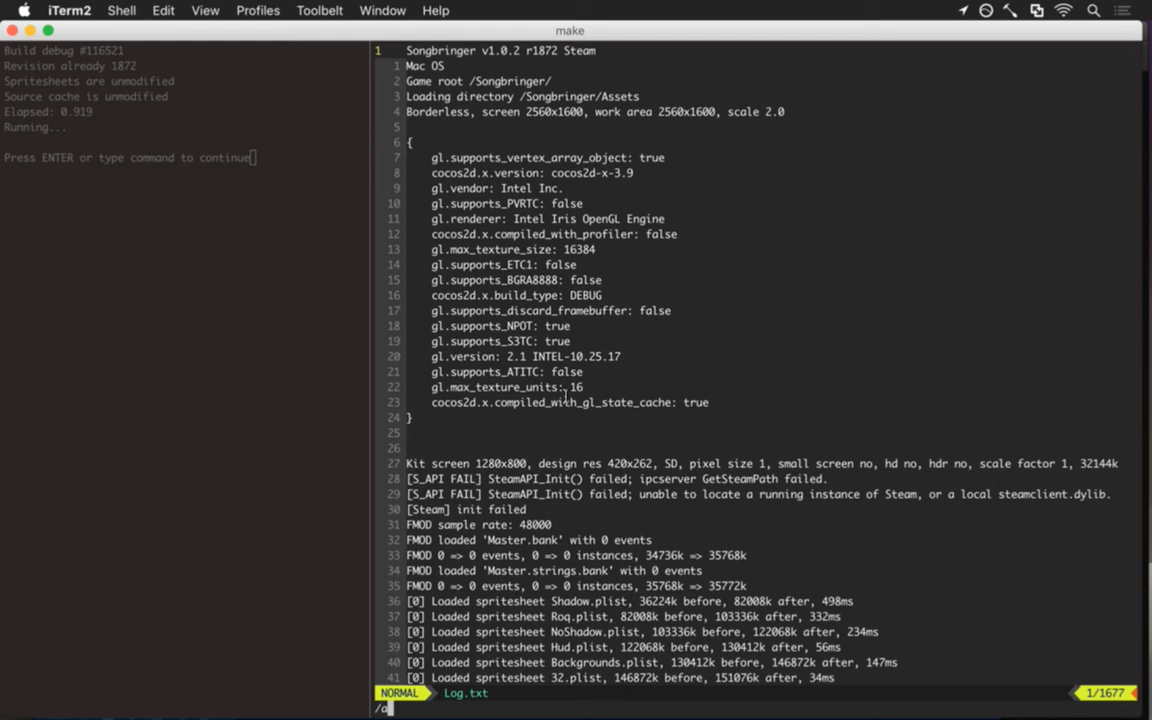 iTerm2 Shell Edit View Profiles Toolbelt Window Help
make
Build debug #116521
Revision already 1872
Spritesheets are unmodified
Source cache is unmodified
Elapsed: 0.919
Running...
Press ENTER or type command to continue
1 Songbringer v1.0.2 r1872 Steam
1 Mac OS
2 Game root /Songbringer/
3 Loading directory /Songbringer/Assets
4 Borderless, screen 2560x1600, work area 2560x1600, scale 2.0
5
6 {
7 gl.supports_vertex_array_object: true
8 cocos2d.x.version: cocos2d-x-3.9
9 gl.vendor: Intel Inc.
10 gl.supports_PVRTC: false
11 gl.renderer: Intel Iris OpenGL Engine
12 cocos2d.x.compiled_with_profiler: false
13 gl.max_texture_size: 16384
14 gl.supports_ETC1: false
15 gl.supports_BGRA8888: false
16 cocos2d.x.build_type: DEBUG
17 gl.supports_discard_framebuffer: false
18 gl.supports_NPOT: true
19 gl.supports_S3TC: true
20 gl.version: 2.1 INTEL-10.25.17
21 gl.supports_ATITC: false
22 gl.max_texture_units: 16
23 cocos2d.x.compiled_with_gl_state_cache: true
24 }
25
26
27 Kit screen 1280x800, design res 420x262, SD, pixel size 1, small screen no, hd no, hdr no, scale factor 1, 32144k
28 [S_API FAIL] SteamAPI_Init() failed; ipcserver GetSteamPath failed.
29 [S_API FAIL] SteamAPI_Init() failed; unable to locate a running instance of Steam, or a local steamclient.dylib.
30 [Steam] init failed
31 FMOD sample rate: 48000
32 FMOD loaded 'Master.bank' with 0 events
33 FMOD 0 => 0 events, 0 => 0 instances, 34736k => 35768k
34 FMOD loaded 'Master.strings.bank' with 0 events
35 FMOD 0 => 0 events, 0 => 0 instances, 35768k => 35772k
36 [0] Loaded spritesheet Shadow.plist, 36224k before, 82008k after, 498ms
37 [0] Loaded spritesheet Roq.plist, 82008k before, 103336k after, 332ms
38 [0] Loaded spritesheet NoShadow.plist, 103336k before, 122068k after, 234ms
39 [0] Loaded spritesheet Hud.plist, 122068k before, 130412k after, 56ms
40 [0] Loaded spritesheet Backgrounds.plist, 130412k before, 146872k after, 147ms
41 [0] Loaded spritesheet 32.plist, 146872k before, 151076k after, 34ms
NORMAL Log.txt 1/1677
/a